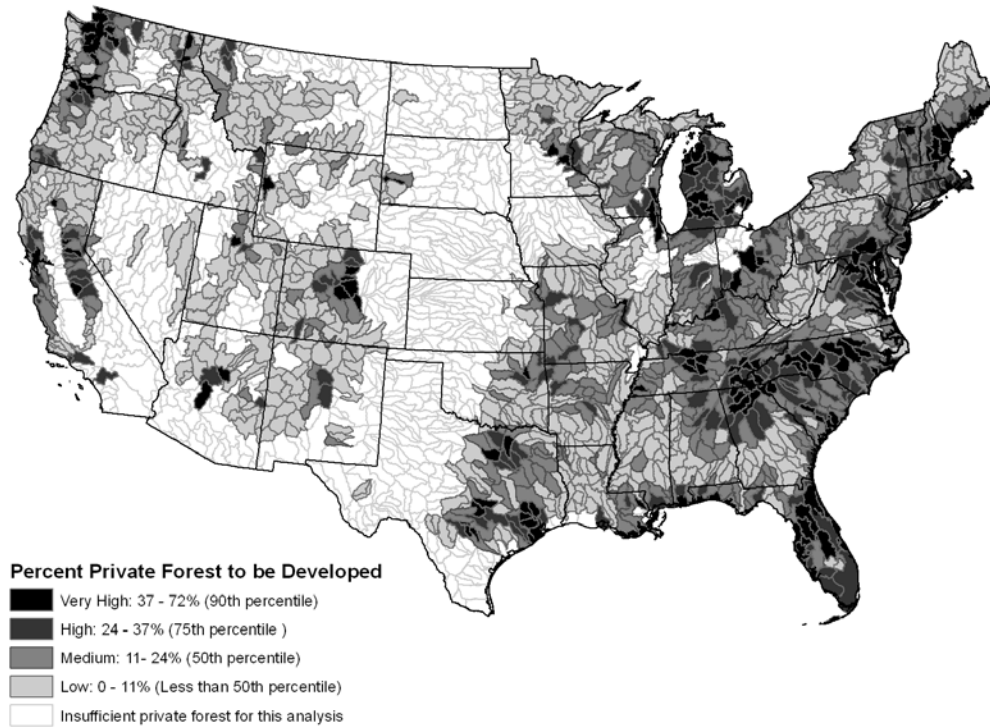 Percent Private Forest to be Developed
Very High: 37 - 72% (90th percentile)
High: 24 - 37% (75th percentile )
Medium: 11- 24% (50th percentile)
Low: 0 - 11% (Less than 50th percentile)
Insufficient private forest for this analysis